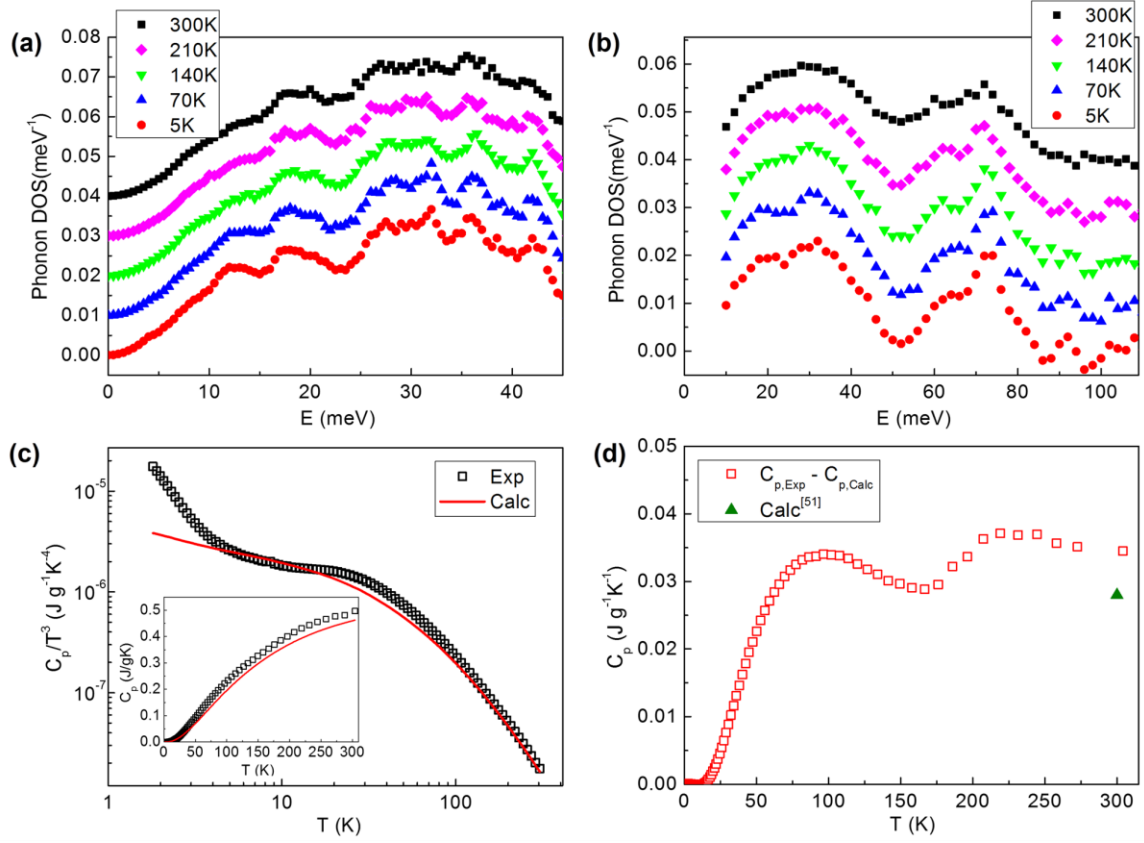 (a)
300K
210K
140K
70K
5K
Phonon DOS(meV⁻¹)
0.08
0.07
0.06
0.05
0.04
0.03
0.02
0.01
0.00
0 10 20 30 40
E (meV)
(b)
300K
210K
140K
70K
5K
Phonon DOS(meV⁻¹)
0.06
0.05
0.04
0.03
0.02
0.01
0.00
0 20 40 60 80 100
E (meV)
(c)
Exp
Calc
Cₚ/T³ (J g⁻¹K⁻⁴)
10⁻⁵
10⁻⁶
10⁻⁷
1 10 100
T (K)
Cₚ (J/gK)
0.5
0.4
0.3
0.2
0.1
0.0
0 50 100 150 200 250 300
T (K)
(d)
Cp,Exp - Cp,Calc
Calc[51]
Cₚ (J g⁻¹K⁻¹)
0.05
0.04
0.03
0.02
0.01
0.00
0 50 100 150 200 250 300
T (K)